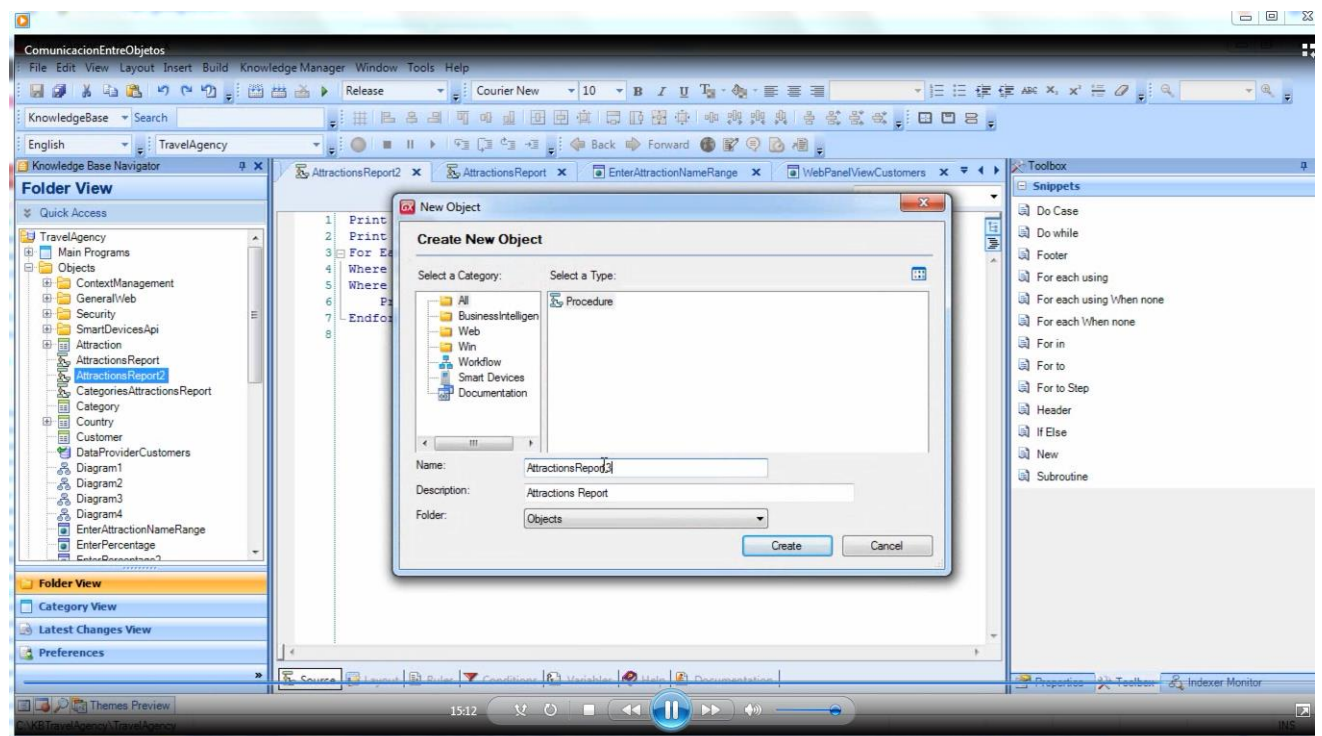 ComunicacionEntreObjetos
File Edit View Layout Insert Build Knowledge Manager Window Tools Help
Release Courier New 10 B I U ABC
KnowledgeBase Search
English TravelAgency Back Forward
Knowledge Base Navigator
Folder View
Quick Access
TravelAgency
Main Programs
Objects
ContextManagement
GeneralWeb
Security
SmartDevicesApi
Attraction
AttractionsReport
AttractionsReport2
CategoriesAttractionsReport
Category
Country
Customer
DataProviderCustomers
Diagram1
Diagram2
Diagram3
Diagram4
EnterAttractionNameRange
EnterPercentage
EnterPercentage2
Folder View
Category View
Latest Changes View
Preferences
Themes Preview
C:\KBTravelAgency\TravelAgency
AttractionsReport2 AttractionsReport EnterAttractionNameRange WebPanelViewCustomers
1 Print
2 Print
3 For Ea
4 Where
5 Where
6 Pr
7 Endfor
8
New Object
Create New Object
Select a Category: Select a Type:
All
BusinessIntelligen
Web
Win
Workflow
Smart Devices
Documentation
Procedure
Name: AttractionsReport3
Description: Attractions Report
Folder: Objects
Create Cancel
Source Layout Rules Conditions Variables Help Documentation
15:12
Toolbox
Snippets
Do Case
Do while
Footer
For each using
For each using When none
For each When none
For in
For to
For to Step
Header
If Else
New
Subroutine
Properties Toolbox Indexer Monitor
INS